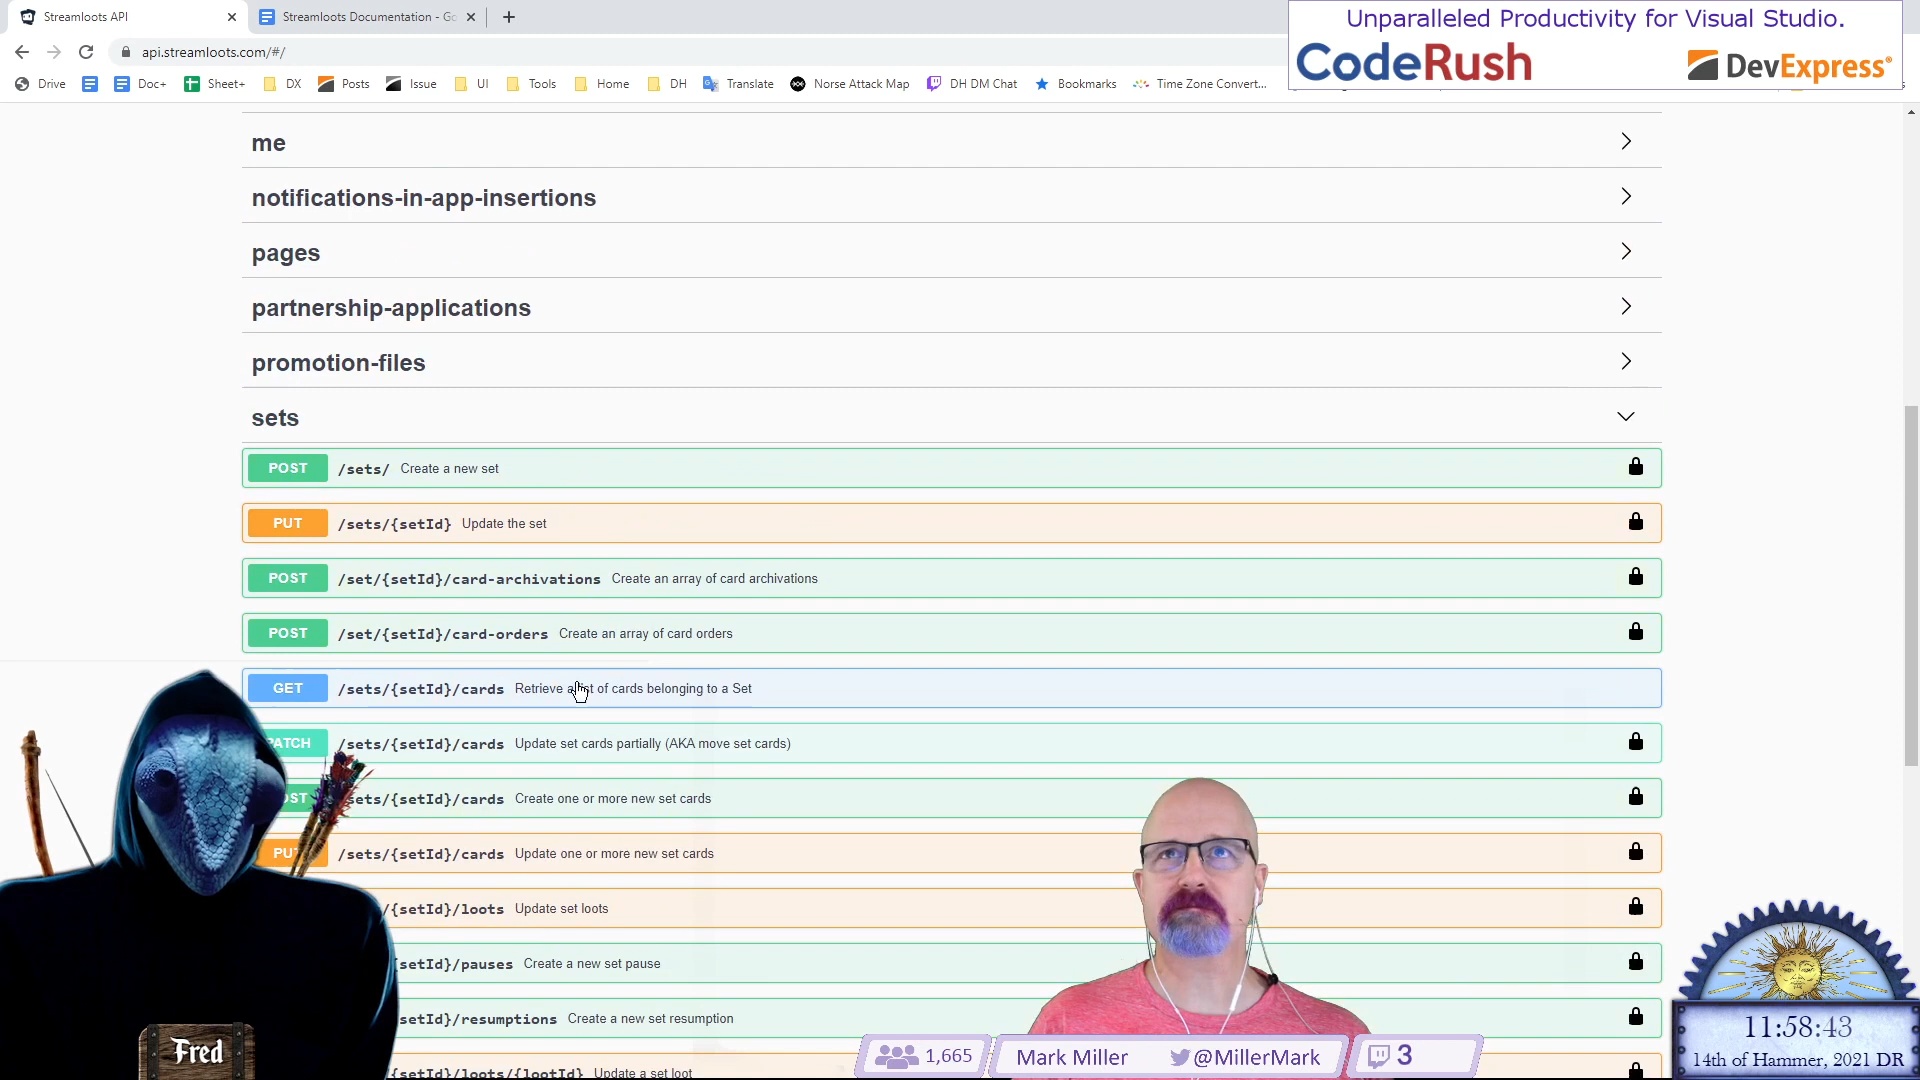 Streamloots API
Streamloots Documentation - Go
Unparalleled Productivity for Visual Studio.
CodeRush
DevExpress
api.streamloots.com/#/
Drive
Doc+
Sheet+
DX
Posts
Issue
UI
Tools
Home
DH
Translate
Norse Attack Map
DH DM Chat
Bookmarks
Time Zone Convert...
me
notifications-in-app-insertions
pages
partnership-applications
promotion-files
sets
POST /sets/ Create a new set
PUT /sets/{setId} Update the set
POST /set/{setId}/card-archivations Create an array of card archivations
POST /set/{setId}/card-orders Create an array of card orders
GET /sets/{setId}/cards Retrieve a list of cards belonging to a Set
PATCH /sets/{setId}/cards Update set cards partially (AKA move set cards)
OST /sets/{setId}/cards Create one or more new set cards
PU /sets/{setId}/cards Update one or more new set cards
/{setId}/loots Update set loots
{setId}/pauses Create a new set pause
setId}/resumptions Create a new set resumption
{setId}/loots/{lootId} Update a set loot
Fred
1,665
Mark Miller
@MillerMark
3
11:58:43
14th of Hammer, 2021 DR